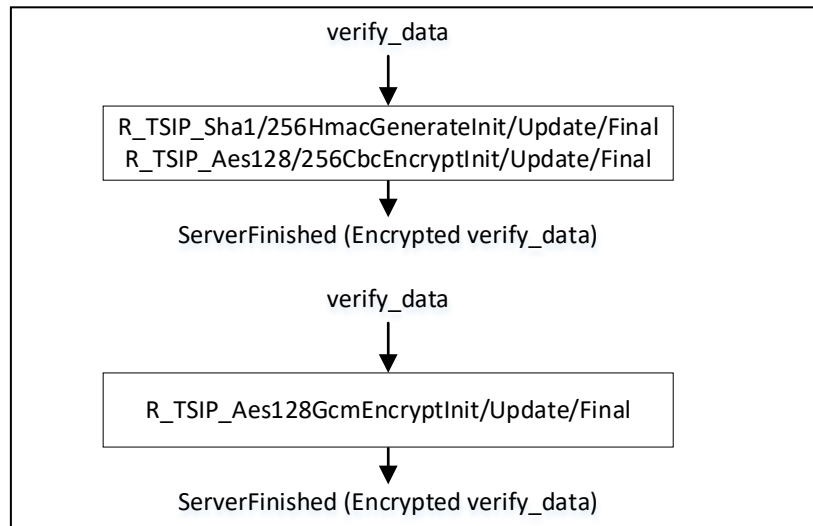 verify_data
R_TSIP_Sha1/256HmacGenerateInit/Update/Final
R_TSIP_Aes128/256CbcEncryptInit/Update/Final
ServerFinished (Encrypted verify_data)
verify_data
R_TSIP_Aes128GcmEncryptInit/Update/Final
ServerFinished (Encrypted verify_data)